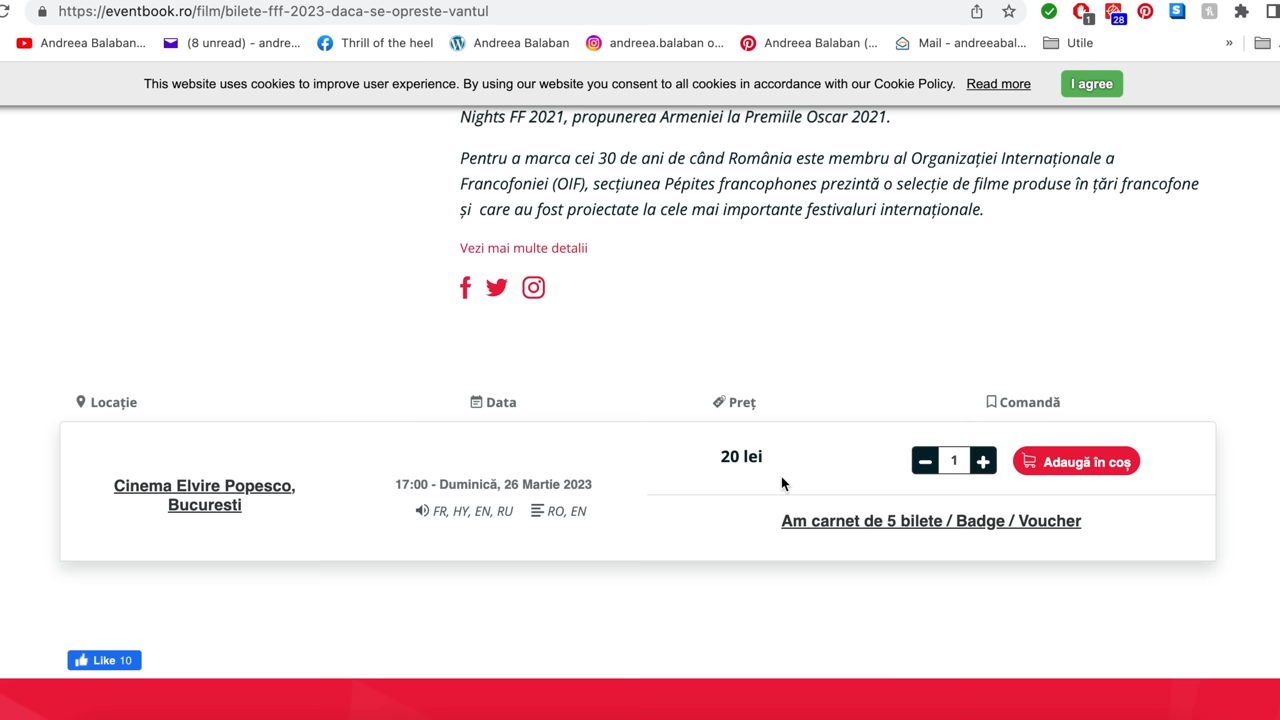 https://eventbook.ro/film/bilete-fff-2023-daca-se-opreste-vantul
1
28
Andreea Balaban...
(8 unread) - andre...
Thrill of the heel
Andreea Balaban
andreea.balaban o...
Andreea Balaban (...
Mail - andreeabal...
Utile
»
This website uses cookies to improve user experience. By using our website you consent to all cookies in accordance with our Cookie Policy. Read more
I agree
Nights FF 2021, propunerea Armeniei la Premiile Oscar 2021.
Pentru a marca cei 30 de ani de când România este membru al Organizației Internaționale a
Francofoniei (OIF), secțiunea Pépites francophones prezintă o selecție de filme produse în țări francofone
și care au fost proiectate la cele mai importante festivaluri internaționale.
Vezi mai multe detalii
Locație
Data
Preț
Comandă
Cinema Elvire Popesco,
Bucuresti
17:00 - Duminică, 26 Martie 2023
FR, HY, EN, RU
RO, EN
20 lei
1
Adaugă în coș
Am carnet de 5 bilete / Badge / Voucher
Like 10